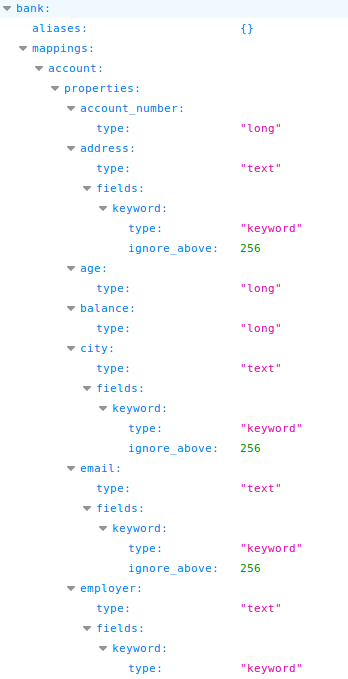 bank:
aliases: {}
mappings:
account:
properties:
account_number:
type: "long"
address:
type: "text"
fields:
keyword:
type: "keyword"
ignore_above: 256
age:
type: "long"
balance:
type: "long"
city:
type: "text"
fields:
keyword:
type: "keyword"
ignore_above: 256
email:
type: "text"
fields:
keyword:
type: "keyword"
ignore_above: 256
employer:
type: "text"
fields:
keyword:
type: "keyword"